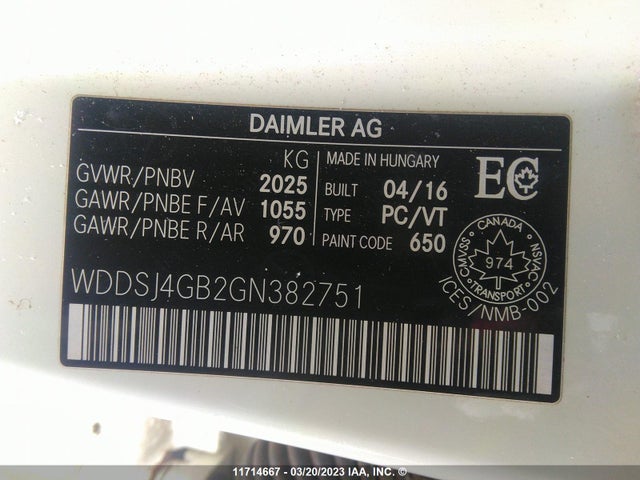 DAIMLER AG
KG
GVWR/PNBV 2025
GAWR/PNBE F/AV 1055
GAWR/PNBE R/AR 970
MADE IN HUNGARY
BUILT 04/16
TYPE PC/VT
PAINT CODE 650
EC
CANADA
CMVSS NSVAC
974
TRANSPORT
ICES/NMB-002
WDDSJ4GB2GN382751
11714667 - 03/20/2023 IAA, INC. ©